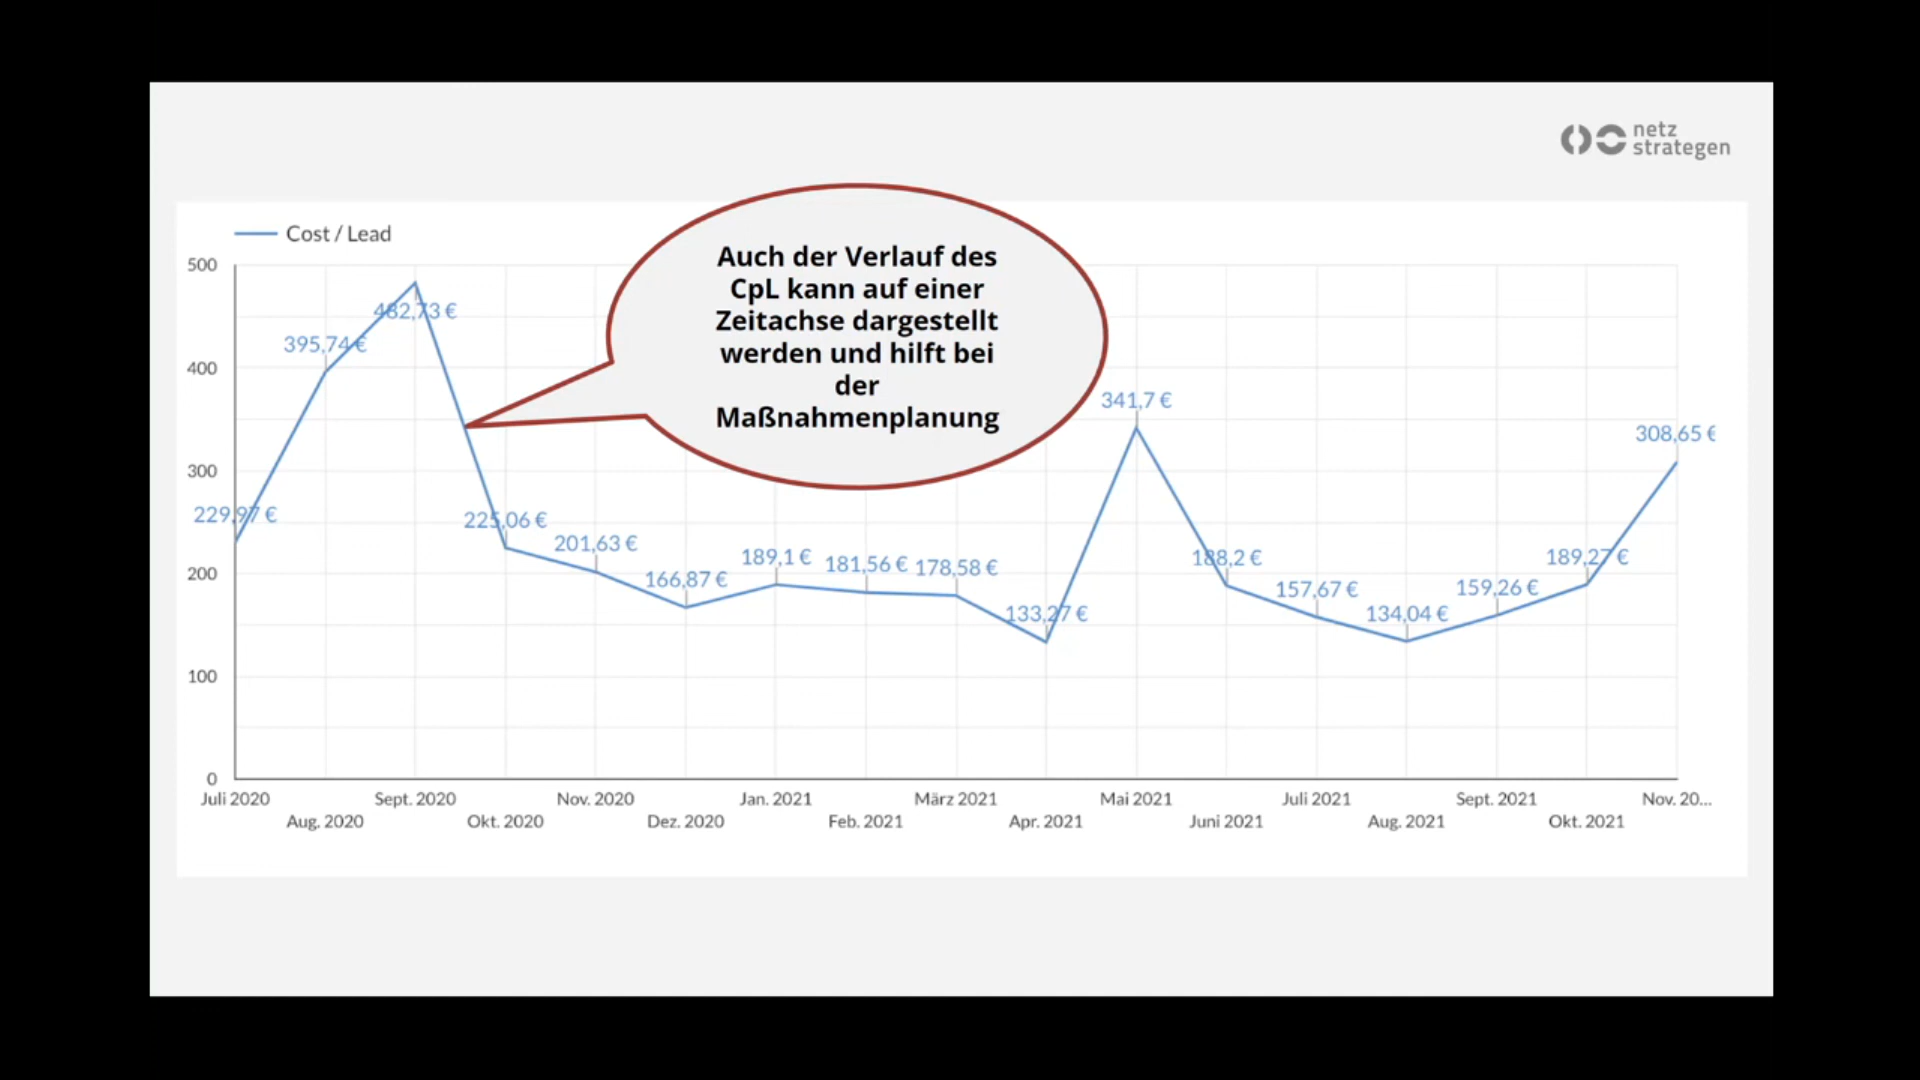 netz
strategen
Cost / Lead
Auch der Verlauf des
CpL kann auf einer
Zeitachse dargestellt
werden und hilft bei
der
Maßnahmenplanung
500
400
300
200
100
0
229,97 €
395,74 €
482,73 €
225,06 €
201,63 €
166,87 €
189,1 €
181,56 €
178,58 €
133,27 €
341,7 €
188,2 €
157,67 €
134,04 €
159,26 €
189,27 €
308,65 €
Juli 2020
Aug. 2020
Sept. 2020
Okt. 2020
Nov. 2020
Dez. 2020
Jan. 2021
Feb. 2021
März 2021
Apr. 2021
Mai 2021
Juni 2021
Juli 2021
Aug. 2021
Sept. 2021
Okt. 2021
Nov. 20...